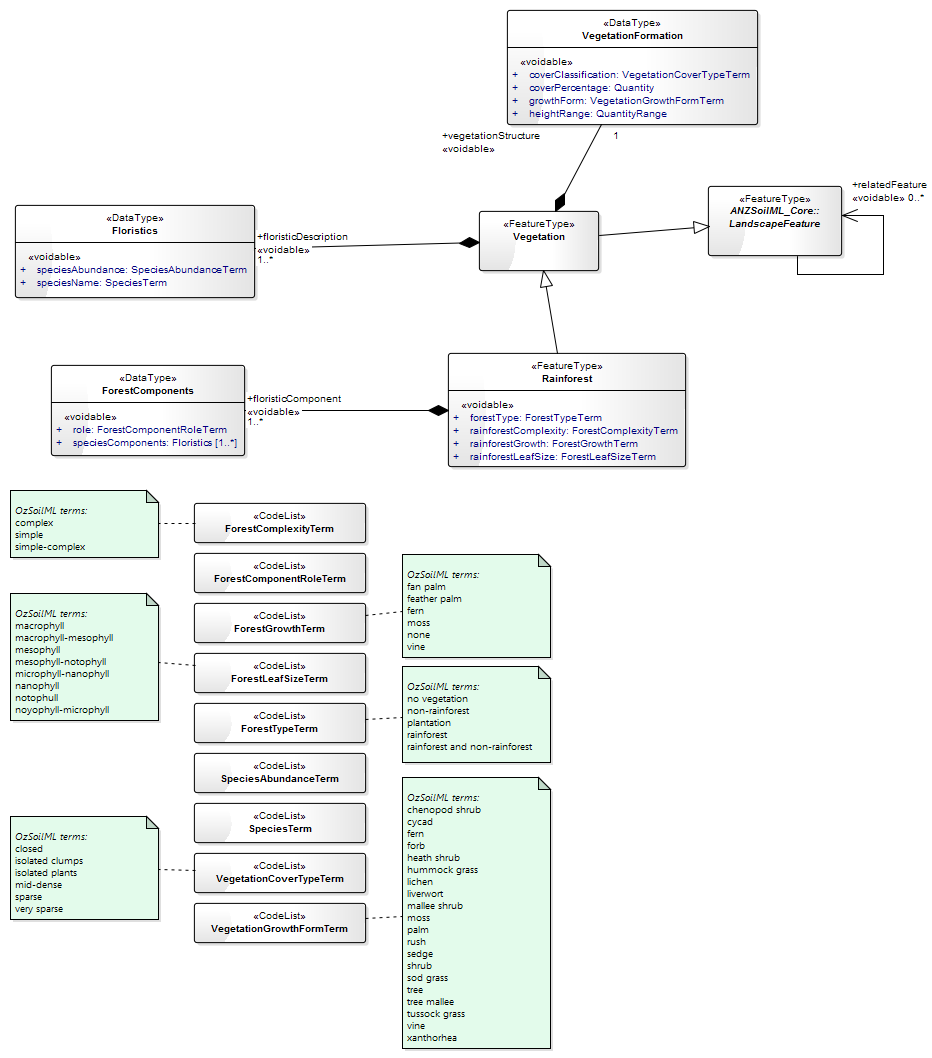 «DataType»
VegetationFormation
«voidable»
+ coverClassification: VegetationCoverTypeTerm
+ coverPercentage: Quantity
+ growthForm: VegetationGrowthFormTerm
+ heightRange: QuantityRange
+vegetationStructure
«voidable»
1
«DataType»
Floristics
«voidable»
+ speciesAbundance: SpeciesAbundanceTerm
+ speciesName: SpeciesTerm
+floristicDescription
«voidable»
1..*
«FeatureType»
Vegetation
«FeatureType»
ANZSoilML_Core::
LandscapeFeature
+relatedFeature
«voidable» 0..*
«DataType»
ForestComponents
«voidable»
+ role: ForestComponentRoleTerm
+ speciesComponents: Floristics [1..*]
+floristicComponent
«voidable»
1..*
«FeatureType»
Rainforest
«voidable»
+ forestType: ForestTypeTerm
+ rainforestComplexity: ForestComplexityTerm
+ rainforestGrowth: ForestGrowthTerm
+ rainforestLeafSize: ForestLeafSizeTerm
OzSoilML terms:
complex
simple
simple-complex
«CodeList»
ForestComplexityTerm
«CodeList»
ForestComponentRoleTerm
«CodeList»
ForestGrowthTerm
OzSoilML terms:
fan palm
feather palm
fern
moss
none
vine
OzSoilML terms:
macrophyll
macrophyll-mesophyll
mesophyll
mesophyll-notophyll
microphyll-nanophyll
nanophyll
notophull
noyophyll-microphyll
«CodeList»
ForestLeafSizeTerm
«CodeList»
ForestTypeTerm
OzSoilML terms:
no vegetation
non-rainforest
plantation
rainforest
rainforest and non-rainforest
«CodeList»
SpeciesAbundanceTerm
«CodeList»
SpeciesTerm
OzSoilML terms:
closed
isolated clumps
isolated plants
mid-dense
sparse
very sparse
«CodeList»
VegetationCoverTypeTerm
«CodeList»
VegetationGrowthFormTerm
OzSoilML terms:
chenopod shrub
cycad
fern
forb
heath shrub
hummock grass
lichen
liverwort
mallee shrub
moss
palm
rush
sedge
shrub
sod grass
tree
tree mallee
tussock grass
vine
xanthorhea